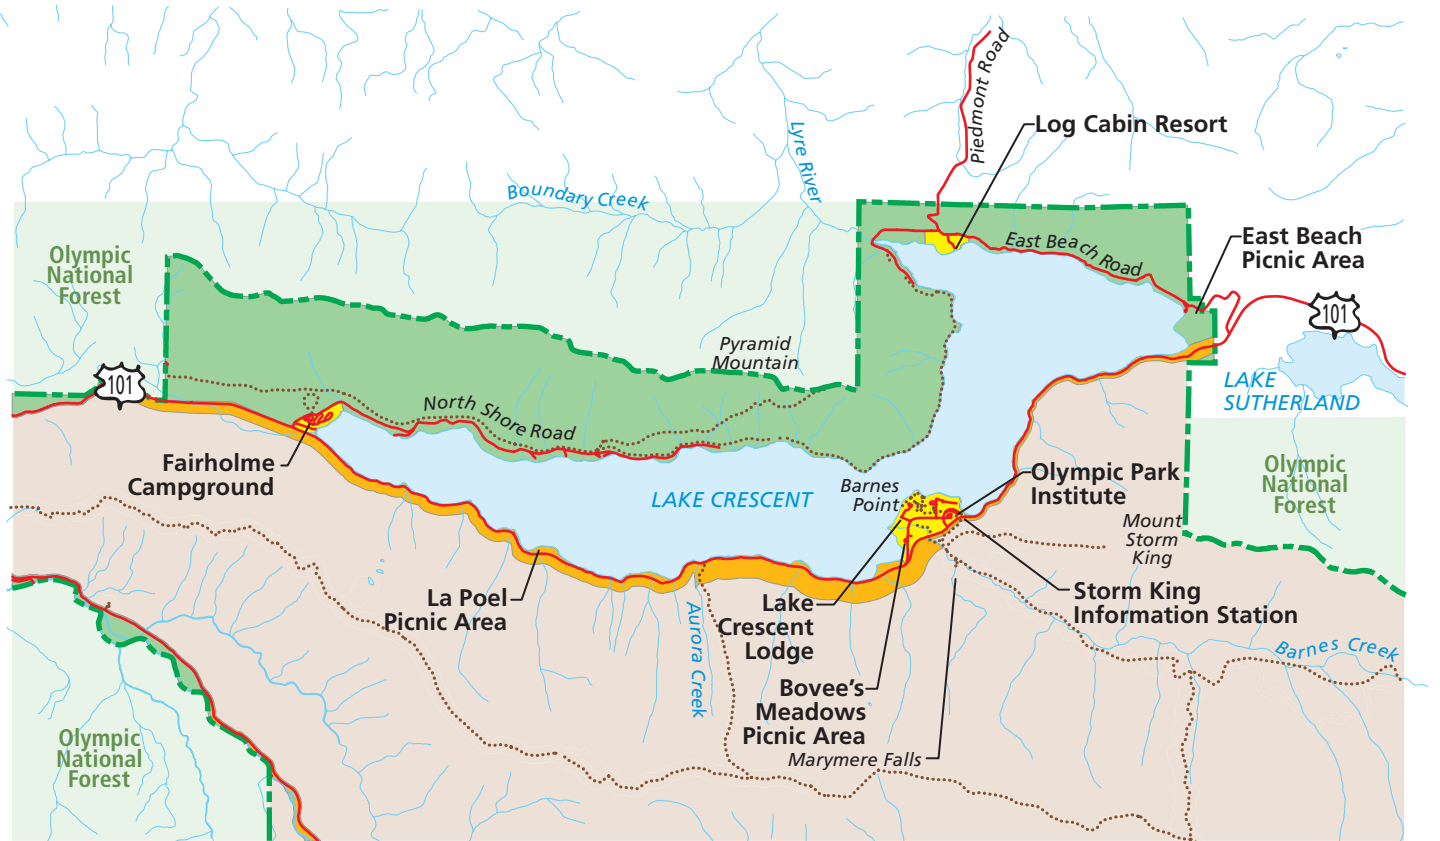 Piedmont Road
Log Cabin Resort
Lyre River
Boundary Creek
East Beach Road
East Beach
Picnic Area
Olympic
National
Forest
101
Pyramid
Mountain
101
LAKE
SUTHERLAND
North Shore Road
Fairholme
Campground
LAKE CRESCENT
Barnes
Point
Olympic Park
Institute
Olympic
National
Forest
Mount
Storm
King
La Poel
Picnic Area
Aurora Creek
Lake
Crescent
Lodge
Storm King
Information Station
Barnes Creek
Bovee's
Meadows
Picnic Area
Marymere Falls
Olympic
National
Forest